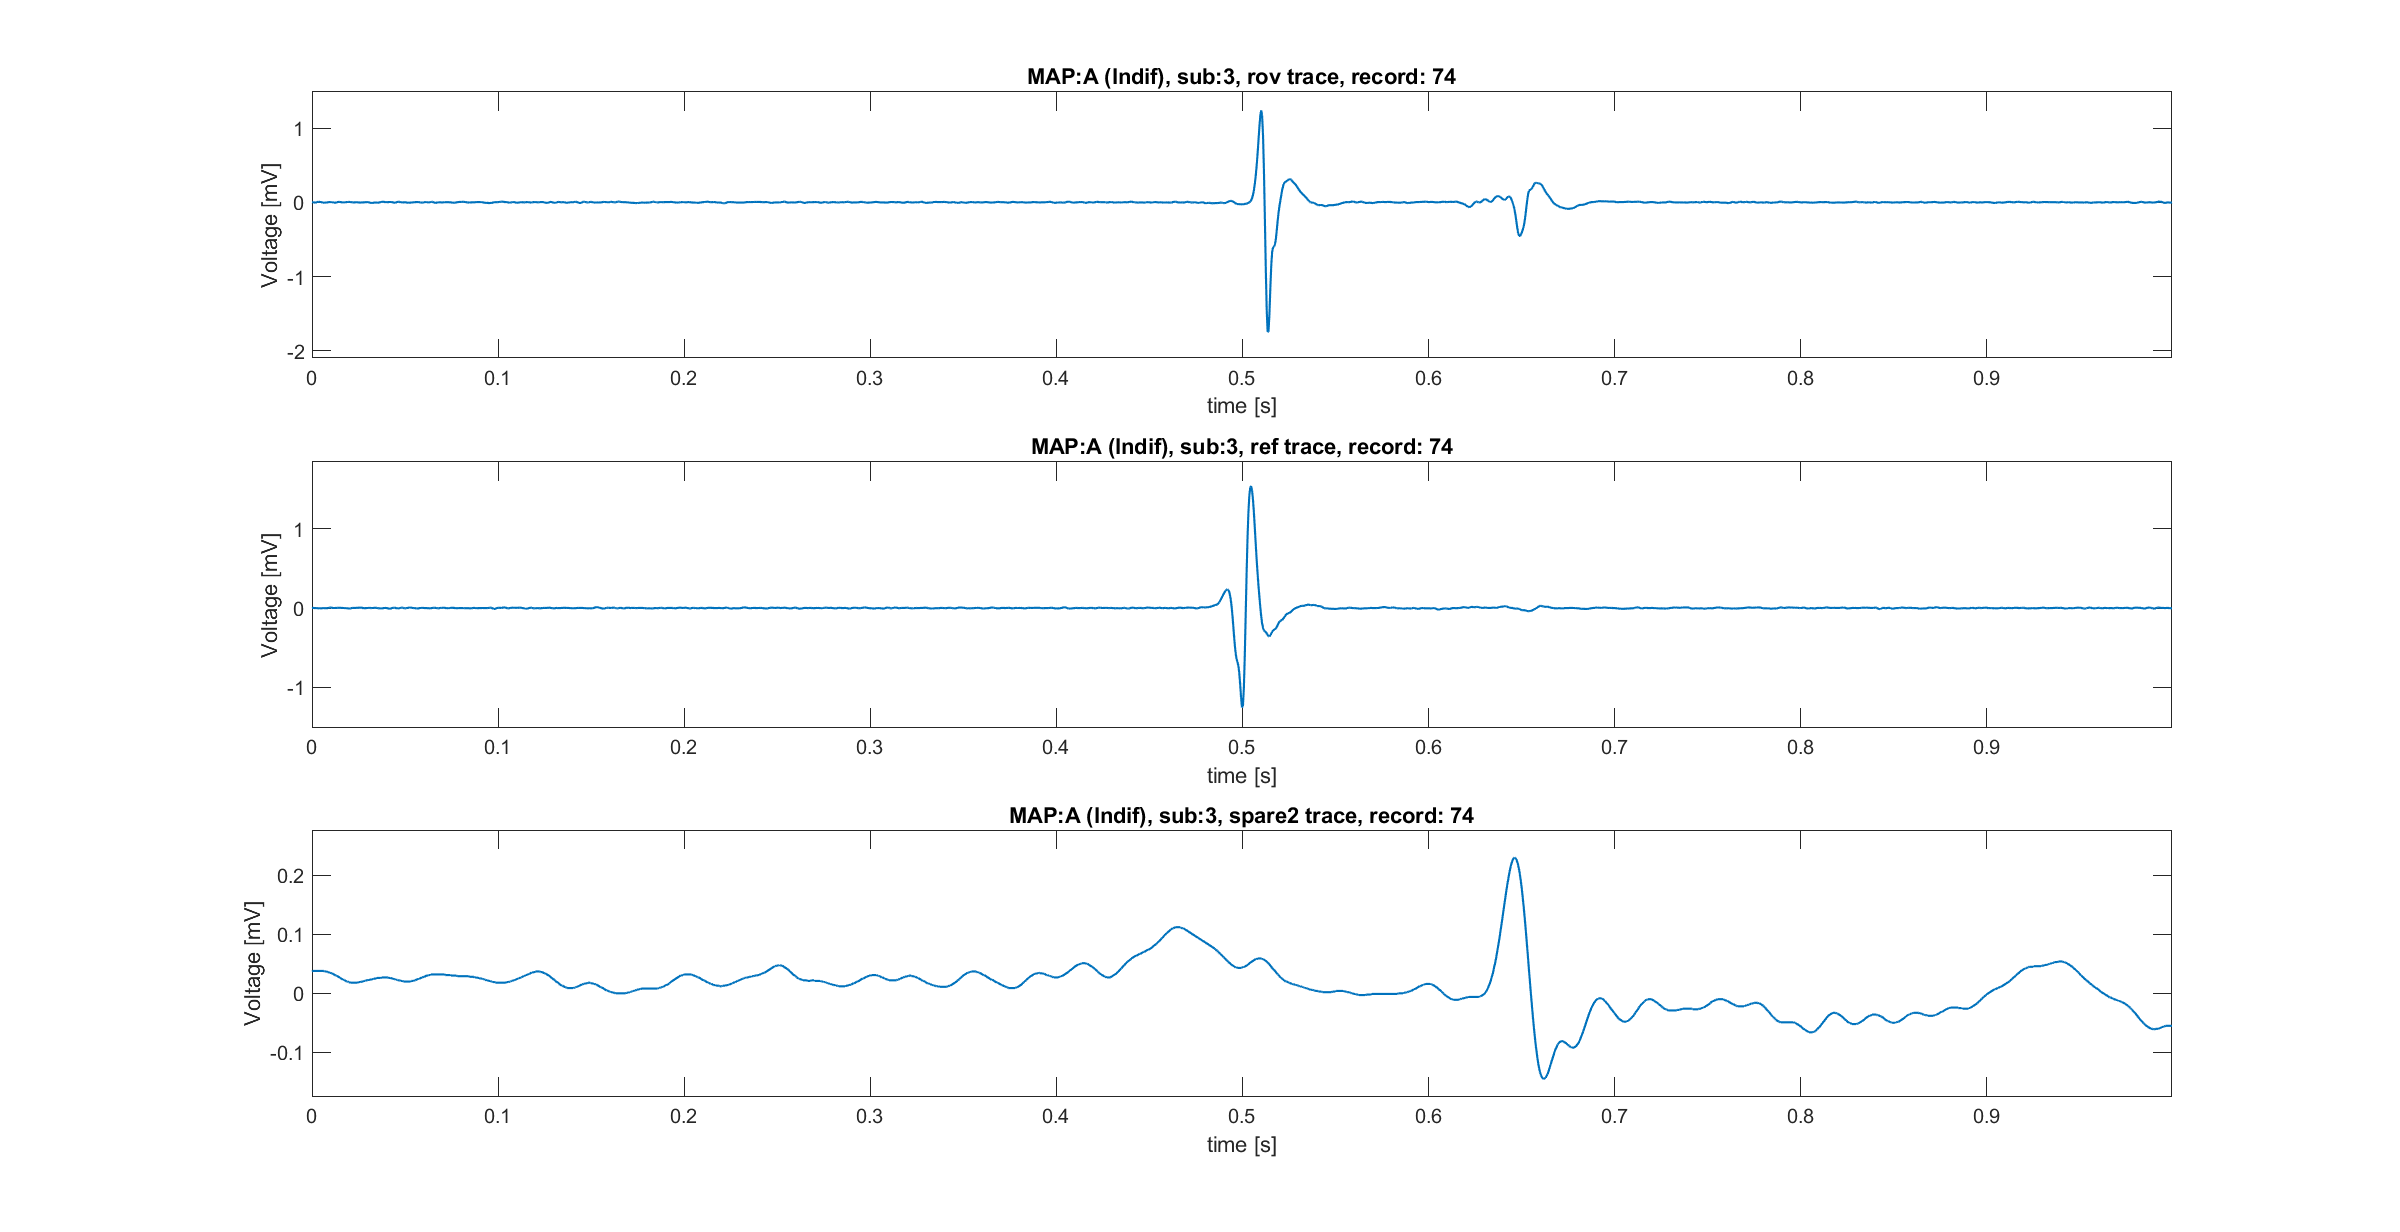 MAP:A (Indif), sub:3, rov trace, record: 74
Voltage [mV]
1
0
-1
-2
0 0.1 0.2 0.3 0.4 0.5 0.6 0.7 0.8 0.9
time [s]
MAP:A (Indif), sub:3, ref trace, record: 74
Voltage [mV]
1
0
-1
0 0.1 0.2 0.3 0.4 0.5 0.6 0.7 0.8 0.9
time [s]
MAP:A (Indif), sub:3, spare2 trace, record: 74
Voltage [mV]
0.2
0.1
0
-0.1
0 0.1 0.2 0.3 0.4 0.5 0.6 0.7 0.8 0.9
time [s]